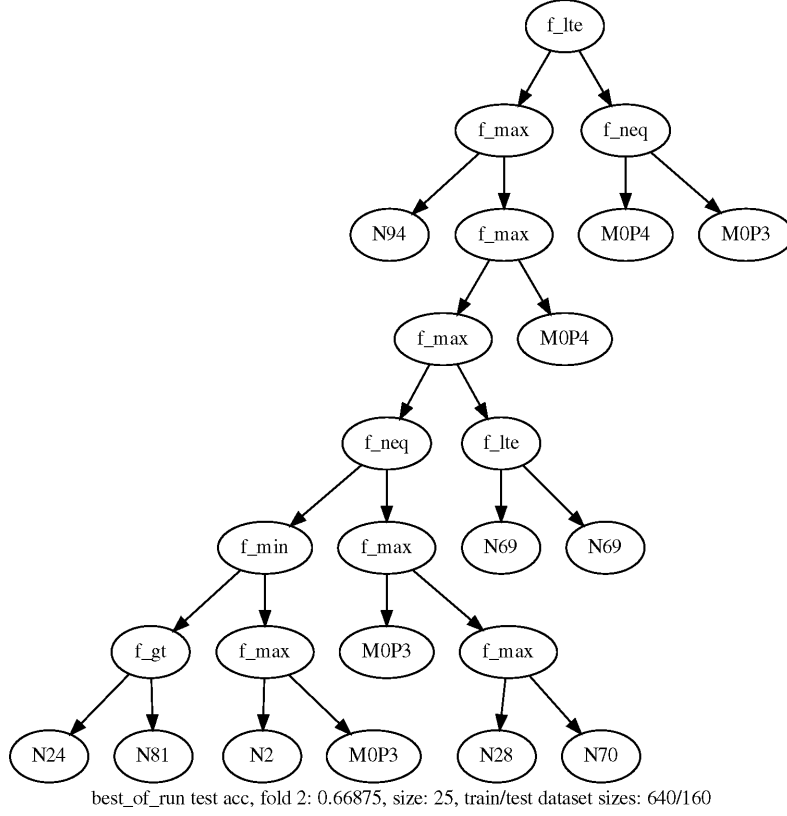 f_lte
f_max f_neq
N94 f_max M0P4 M0P3
f_max M0P4
f_neq f_lte
f_min f_max N69 N69
f_gt f_max M0P3 f_max
N24 N81 N2 M0P3 N28 N70
best_of_run test acc, fold 2: 0.66875, size: 25, train/test dataset sizes: 640/160